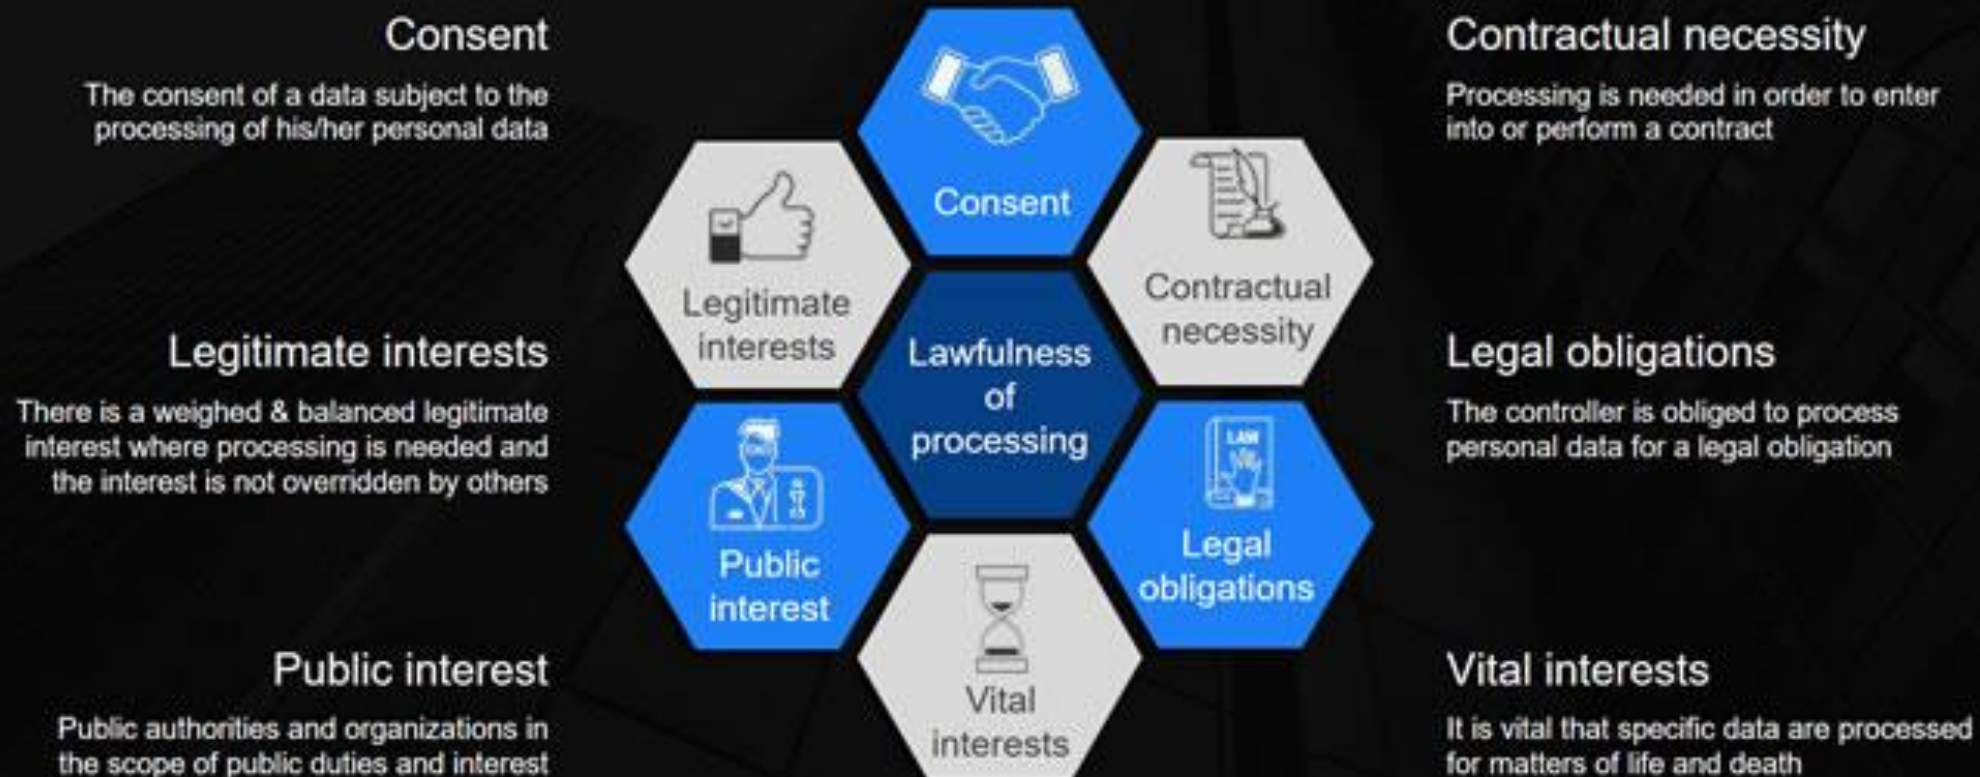 Consent
The consent of a data subject to the
processing of his/her personal data
Legitimate interests
There is a weighed & balanced legitimate
interest where processing is needed and
the interest is not overridden by others
Public interest
Public authorities and organizations in
the scope of public duties and interest
Consent
Legitimate
interests
Contractual
necessity
Lawfulness
of
processing
Public
interest
LAW
Legal
obligations
Vital
interests
Contractual necessity
Processing is needed in order to enter
into or perform a contract
Legal obligations
The controller is obliged to process
personal data for a legal obligation
Vital interests
It is vital that specific data are processed
for matters of life and death